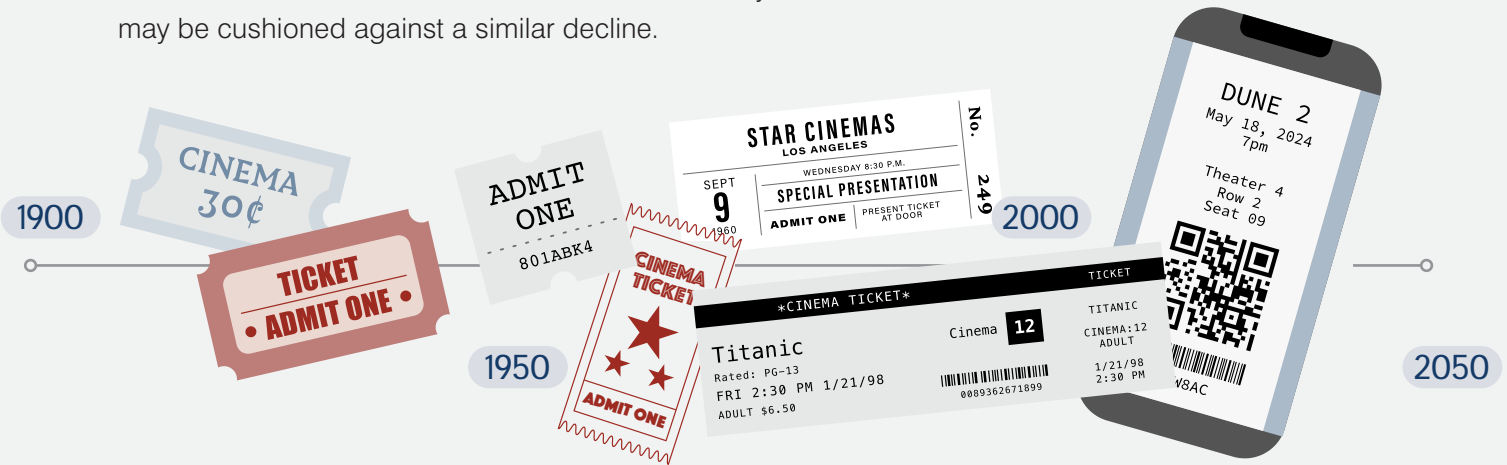 may be cushioned against a similar decline.
1900
CINEMA
30¢
TICKET
• ADMIT ONE •
ADMIT
ONE
801ABK4
1950
CINEMA
TICKET
ADMIT ONE
STAR CINEMAS
LOS ANGELES
WEDNESDAY 8:30 P.M.
SEPT
9
1960
SPECIAL PRESENTATION
ADMIT ONE
PRESENT TICKET
AT DOOR
No. 249
2000
*CINEMA TICKET*
TICKET
Titanic
Rated: PG-13
FRI 2:30 PM 1/21/98
ADULT $6.50
Cinema 12
0089362671899
TITANIC
CINEMA:12
ADULT
1/21/98
2:30 PM
DUNE 2
May 18, 2024
7pm
Theater 4
Row 2
Seat 09
W8AC
2050